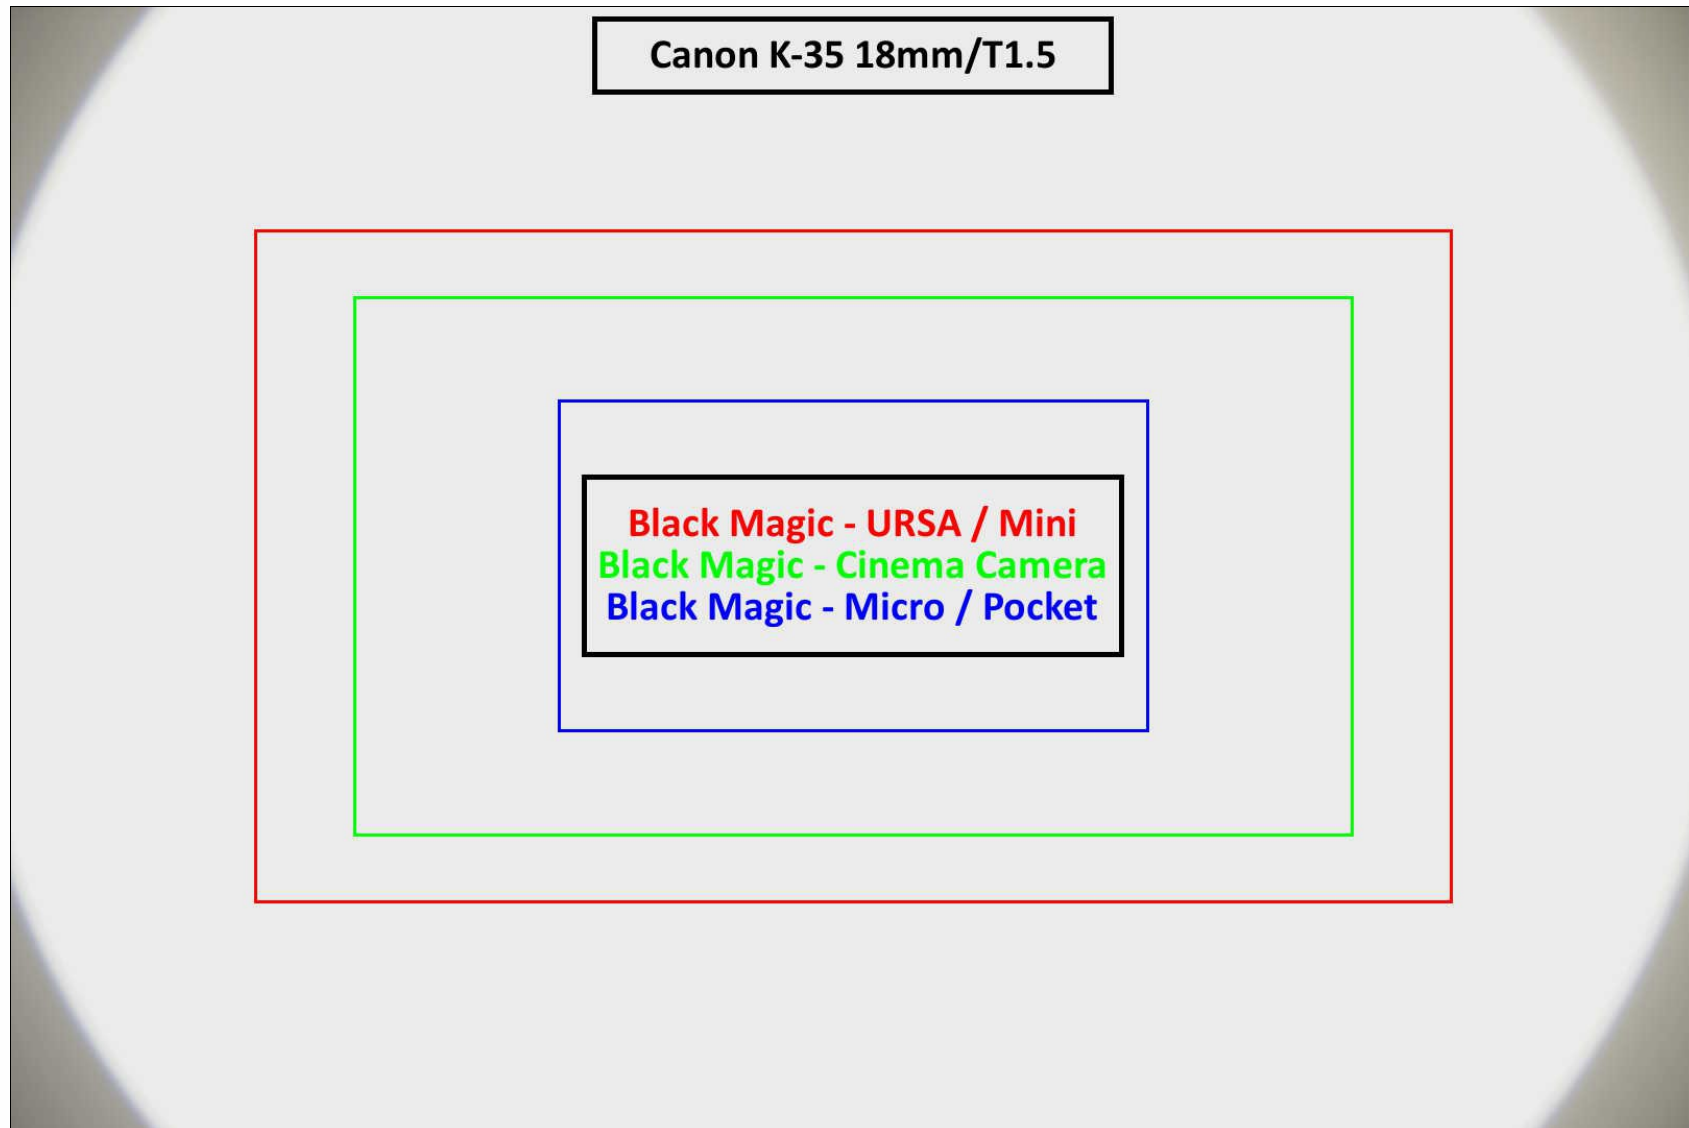 Canon K-35 18mm/T1.5
Black Magic - URSA / Mini
Black Magic - Cinema Camera
Black Magic - Micro / Pocket